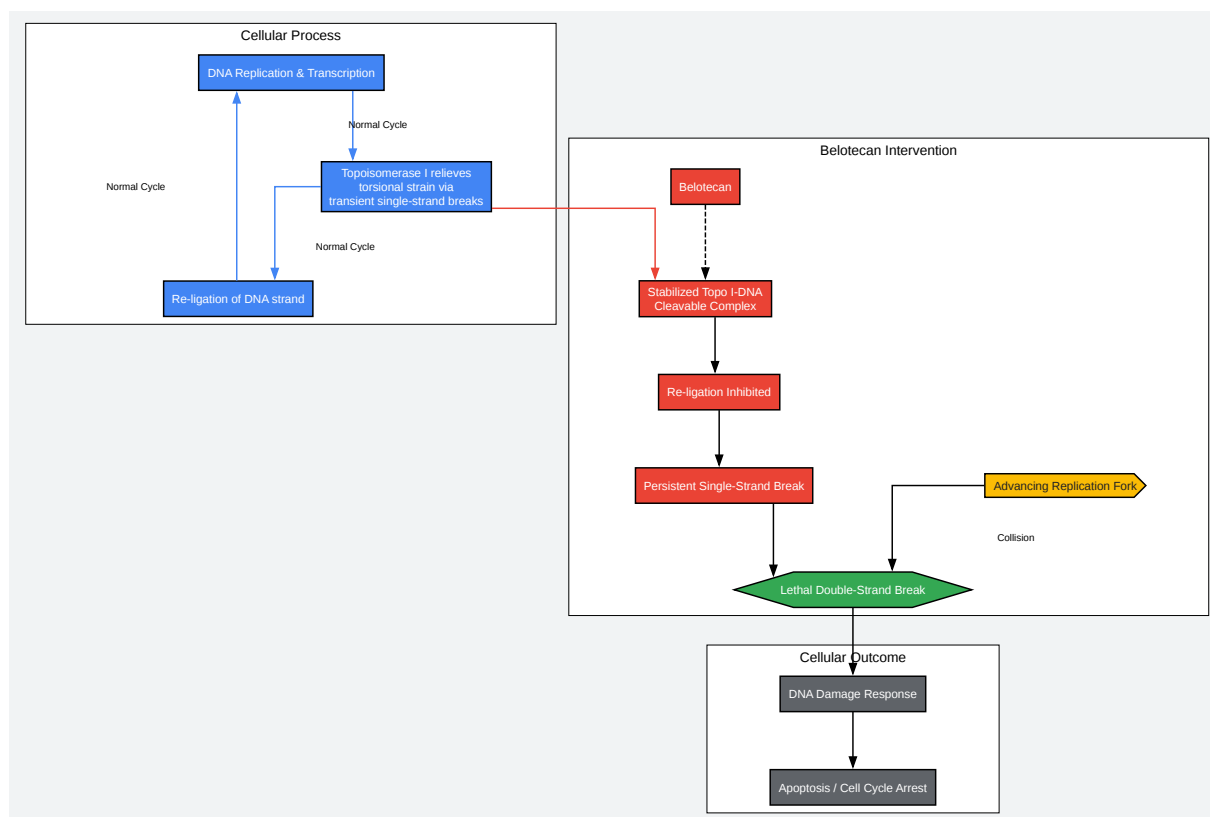 Cellular Process
DNA Replication & Transcription
Normal Cycle
Topoisomerase I relieves
torsional strain via
transient single-strand breaks
Normal Cycle
Normal Cycle
Re-ligation of DNA strand
Belotecan Intervention
Belotecan
Stabilized Topo I-DNA
Cleavable Complex
Re-ligation Inhibited
Persistent Single-Strand Break
Advancing Replication Fork
Collision
Lethal Double-Strand Break
Cellular Outcome
DNA Damage Response
Apoptosis / Cell Cycle Arrest